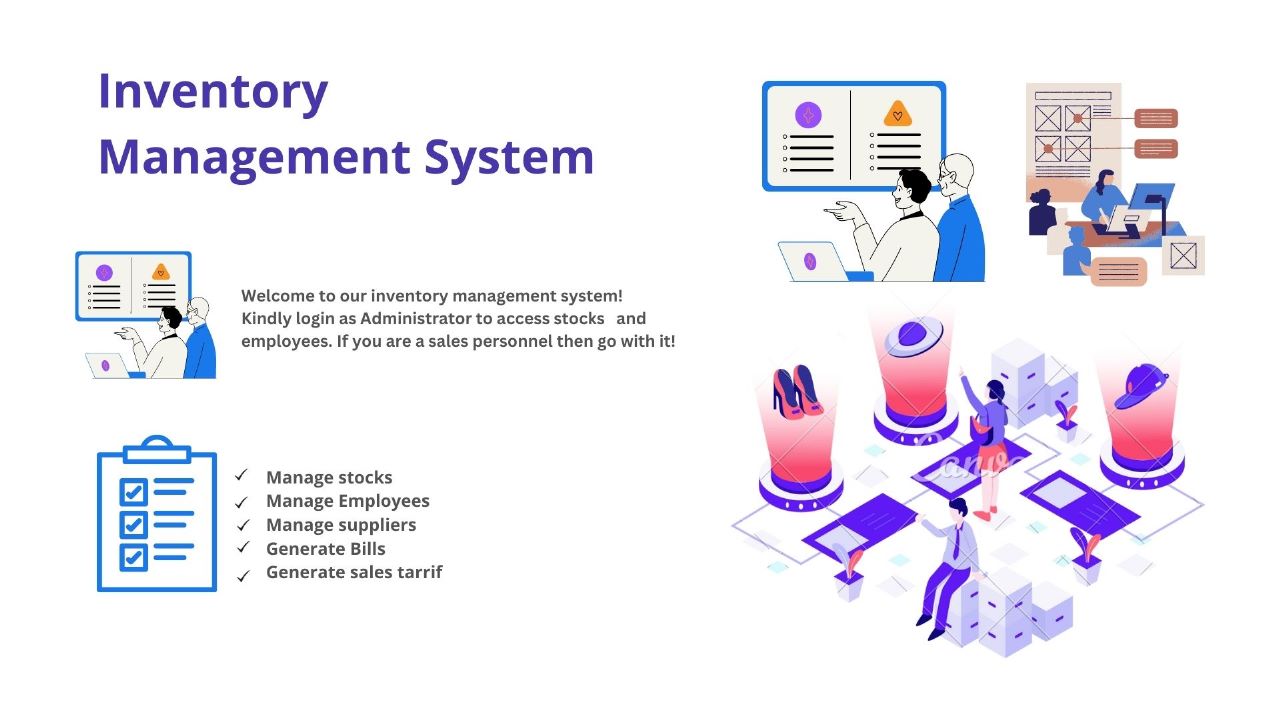 Inventory
Management System
Welcome to our inventory management system!
Kindly login as Administrator to access stocks   and
employees. If you are a sales personnel then go with it!
Manage stocks
Manage Employees
Manage suppliers
Generate Bills
Generate sales tarrif
Canva